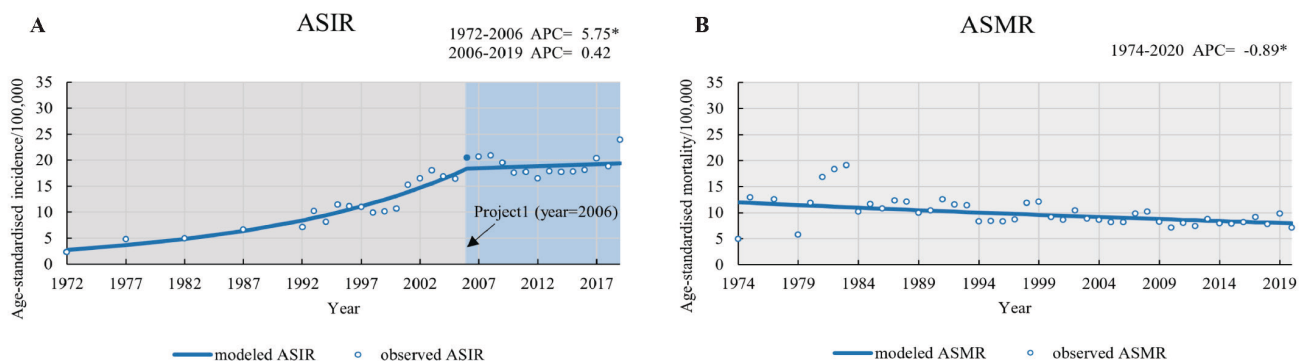 A
ASIR
1972-2006 APC= 5.75*
2006-2019 APC= 0.42
Age-standardised incidence/100,000
35
30
25
20
15
10
5
0
Project1 (year=2006)
1972 1977 1982 1987 1992 1997 2002 2007 2012 2017
Year
modeled ASIR observed ASIR
B
ASMR
1974-2020 APC= -0.89*
Age-standardised mortality/100,000
35
30
25
20
15
10
5
0
1974 1979 1984 1989 1994 1999 2004 2009 2014 2019
Year
modeled ASMR observed ASMR